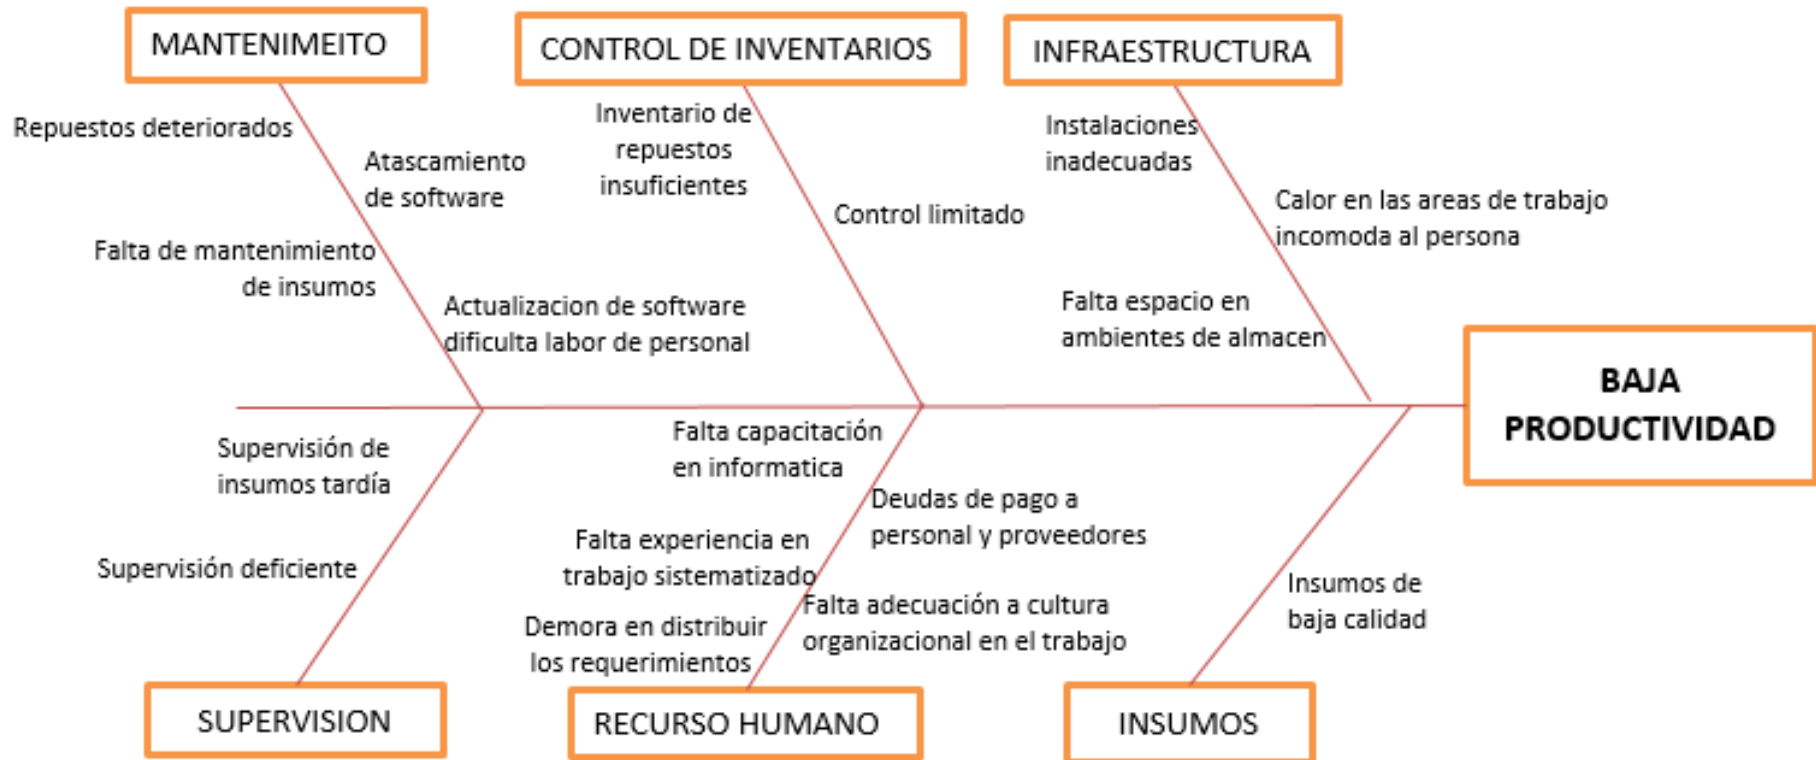 MANTENIMEITO
CONTROL DE INVENTARIOS
INFRAESTRUCTURA
Repuestos deteriorados
Atascamiento
de software
Falta de mantenimiento
de insumos
Actualizacion de software
dificulta labor de personal
Inventario de
repuestos
insuficientes
Control limitado
Instalaciones
inadecuadas
Calor en las areas de trabajo
incomoda al persona
Falta espacio en
ambientes de almacen
BAJA
PRODUCTIVIDAD
Supervisión de
insumos tardía
Supervisión deficiente
Falta capacitación
en informatica
Deudas de pago a
personal y proveedores
Falta experiencia en
trabajo sistematizado
Falta adecuación a cultura
organizacional en el trabajo
Demora en distribuir
los requerimientos
Insumos de
baja calidad
SUPERVISION
RECURSO HUMANO
INSUMOS